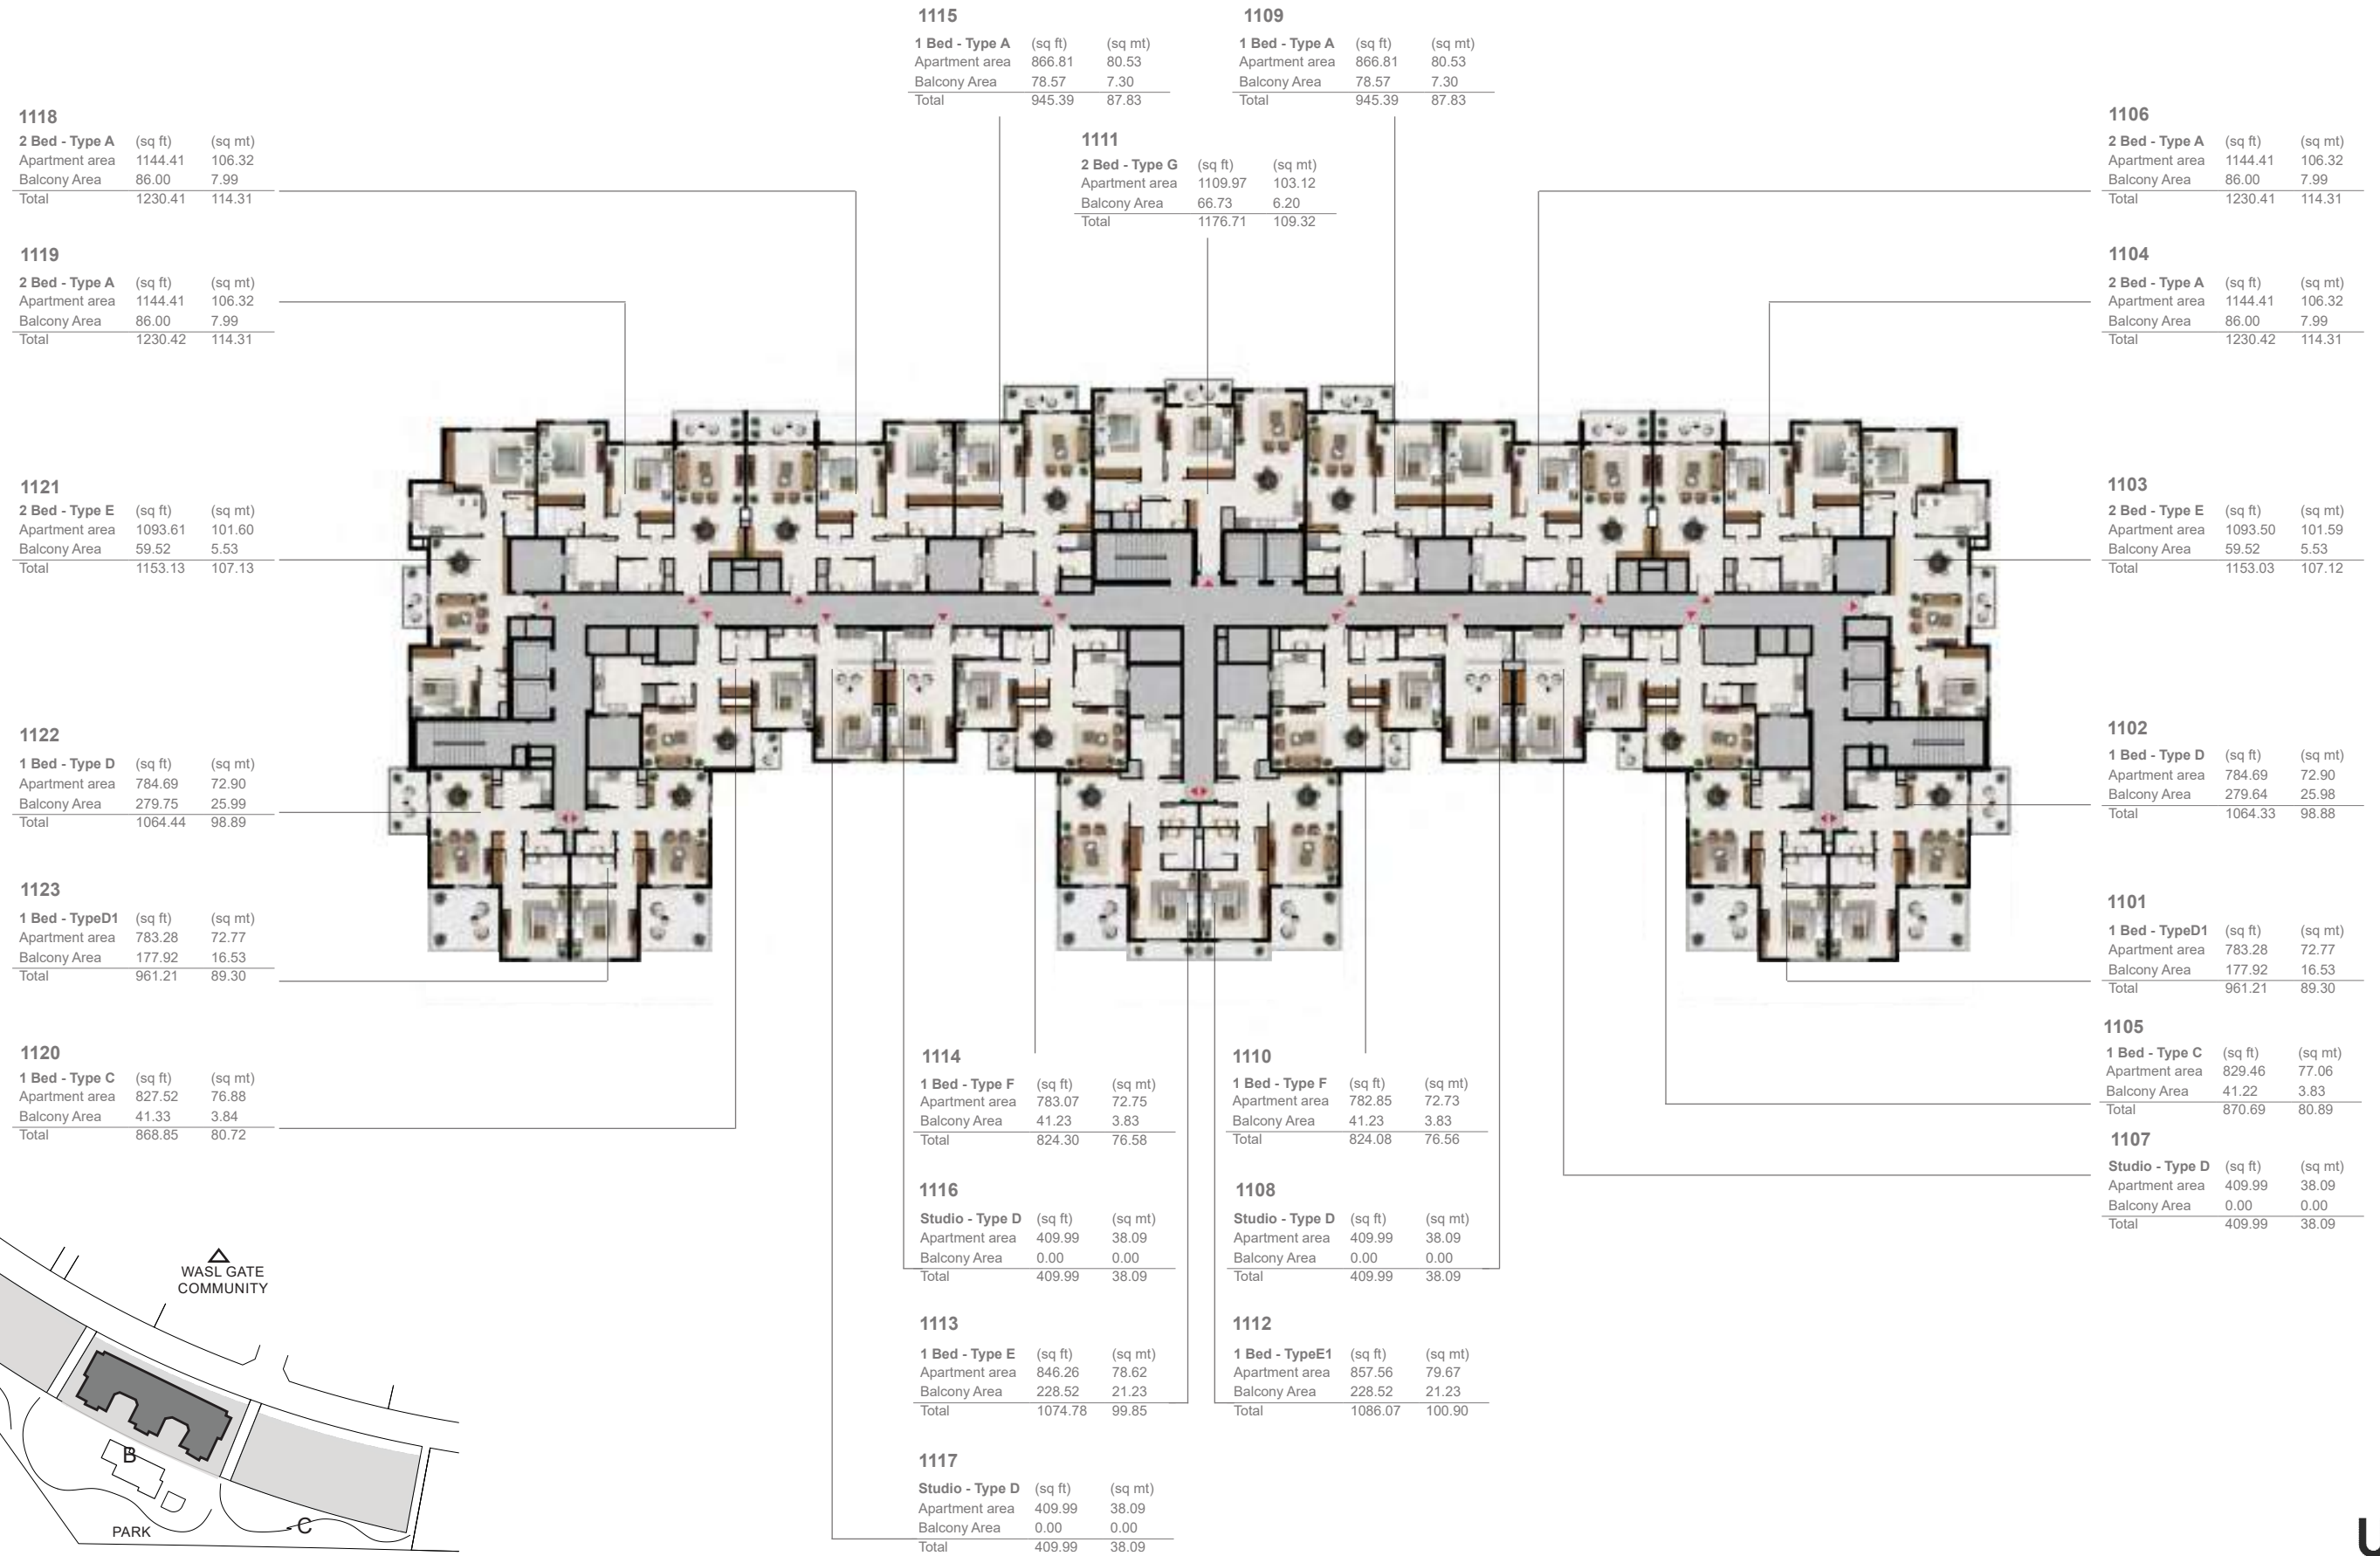 1115
1 Bed - Type A (sq ft) (sq mt)
Apartment area 866.81 80.53
Balcony Area 78.57 7.30
Total 945.39 87.83
1109
1 Bed - Type A (sq ft) (sq mt)
Apartment area 866.81 80.53
Balcony Area 78.57 7.30
Total 945.39 87.83
1111
2 Bed - Type G (sq ft) (sq mt)
Apartment area 1109.97 103.12
Balcony Area 66.73 6.20
Total 1176.71 109.32
1118
2 Bed - Type A (sq ft) (sq mt)
Apartment area 1144.41 106.32
Balcony Area 86.00 7.99
Total 1230.41 114.31
1119
2 Bed - Type A (sq ft) (sq mt)
Apartment area 1144.41 106.32
Balcony Area 86.00 7.99
Total 1230.42 114.31
1121
2 Bed - Type E (sq ft) (sq mt)
Apartment area 1093.61 101.60
Balcony Area 59.52 5.53
Total 1153.13 107.13
1122
1 Bed - Type D (sq ft) (sq mt)
Apartment area 784.69 72.90
Balcony Area 279.75 25.99
Total 1064.44 98.89
1123
1 Bed - TypeD1 (sq ft) (sq mt)
Apartment area 783.28 72.77
Balcony Area 177.92 16.53
Total 961.21 89.30
1120
1 Bed - Type C (sq ft) (sq mt)
Apartment area 827.52 76.88
Balcony Area 41.33 3.84
Total 868.85 80.72
1106
2 Bed - Type A (sq ft) (sq mt)
Apartment area 1144.41 106.32
Balcony Area 86.00 7.99
Total 1230.41 114.31
1104
2 Bed - Type A (sq ft) (sq mt)
Apartment area 1144.41 106.32
Balcony Area 86.00 7.99
Total 1230.42 114.31
1103
2 Bed - Type E (sq ft) (sq mt)
Apartment area 1093.50 101.59
Balcony Area 59.52 5.53
Total 1153.03 107.12
1102
1 Bed - Type D (sq ft) (sq mt)
Apartment area 784.69 72.90
Balcony Area 279.64 25.98
Total 1064.33 98.88
1101
1 Bed - TypeD1 (sq ft) (sq mt)
Apartment area 783.28 72.77
Balcony Area 177.92 16.53
Total 961.21 89.30
1105
1 Bed - Type C (sq ft) (sq mt)
Apartment area 829.46 77.06
Balcony Area 41.22 3.83
Total 870.69 80.89
1107
Studio - Type D (sq ft) (sq mt)
Apartment area 409.99 38.09
Balcony Area 0.00 0.00
Total 409.99 38.09
1114
1 Bed - Type F (sq ft) (sq mt)
Apartment area 783.07 72.75
Balcony Area 41.23 3.83
Total 824.30 76.58
1110
1 Bed - Type F (sq ft) (sq mt)
Apartment area 782.85 72.73
Balcony Area 41.23 3.83
Total 824.08 76.56
1116
Studio - Type D (sq ft) (sq mt)
Apartment area 409.99 38.09
Balcony Area 0.00 0.00
Total 409.99 38.09
1108
Studio - Type D (sq ft) (sq mt)
Apartment area 409.99 38.09
Balcony Area 0.00 0.00
Total 409.99 38.09
1113
1 Bed - Type E (sq ft) (sq mt)
Apartment area 846.26 78.62
Balcony Area 228.52 21.23
Total 1074.78 99.85
1112
1 Bed - TypeE1 (sq ft) (sq mt)
Apartment area 857.56 79.67
Balcony Area 228.52 21.23
Total 1086.07 100.90
1117
Studio - Type D (sq ft) (sq mt)
Apartment area 409.99 38.09
Balcony Area 0.00 0.00
Total 409.99 38.09
WASL GATE
COMMUNITY
B
C
PARK